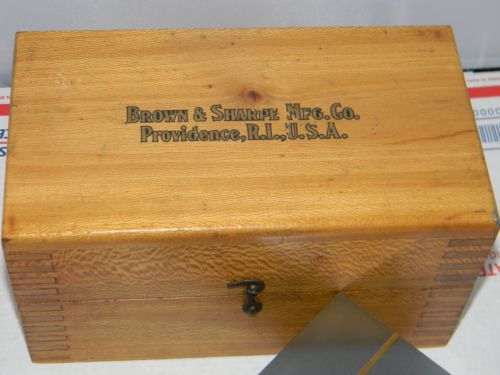 Brown & Sharpe Mfg. Co.
Providence, R.I., U.S.A.